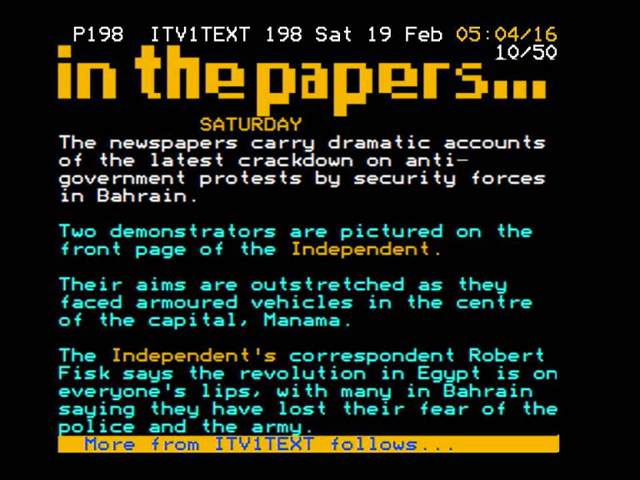 P198 ITV1TEXT 198 Sat 19 Feb 05:04/16
10/50
in the papers...
SATURDAY
The newspapers carry dramatic accounts
of the latest crackdown on anti-
government protests by security forces
in Bahrain.
Two demonstrators are pictured on the
front page of the Independent.
Their aims are outstretched as they
faced armoured vehicles in the centre
of the capital, Manama.
The Independent's correspondent Robert
Fisk says the revolution in Egypt is on
everyone's lips, with many in Bahrain
saying they have lost their fear of the
police and the army.
More from ITV1TEXT follows...